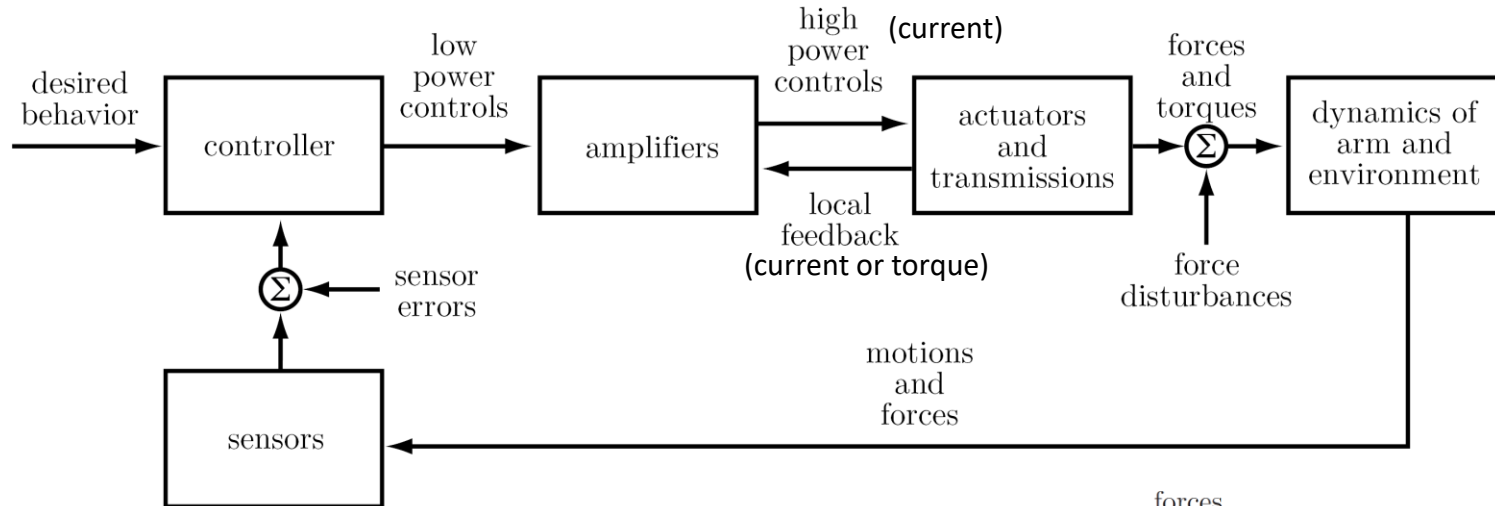 desired
behavior
controller
low
power
controls
amplifiers
high
power
controls
(current)
local
feedback
(current or torque)
actuators
and
transmissions
forces
and
torques
Σ
force
disturbances
dynamics of
arm and
environment
Σ
sensor
errors
motions
and
forces
sensors
forces